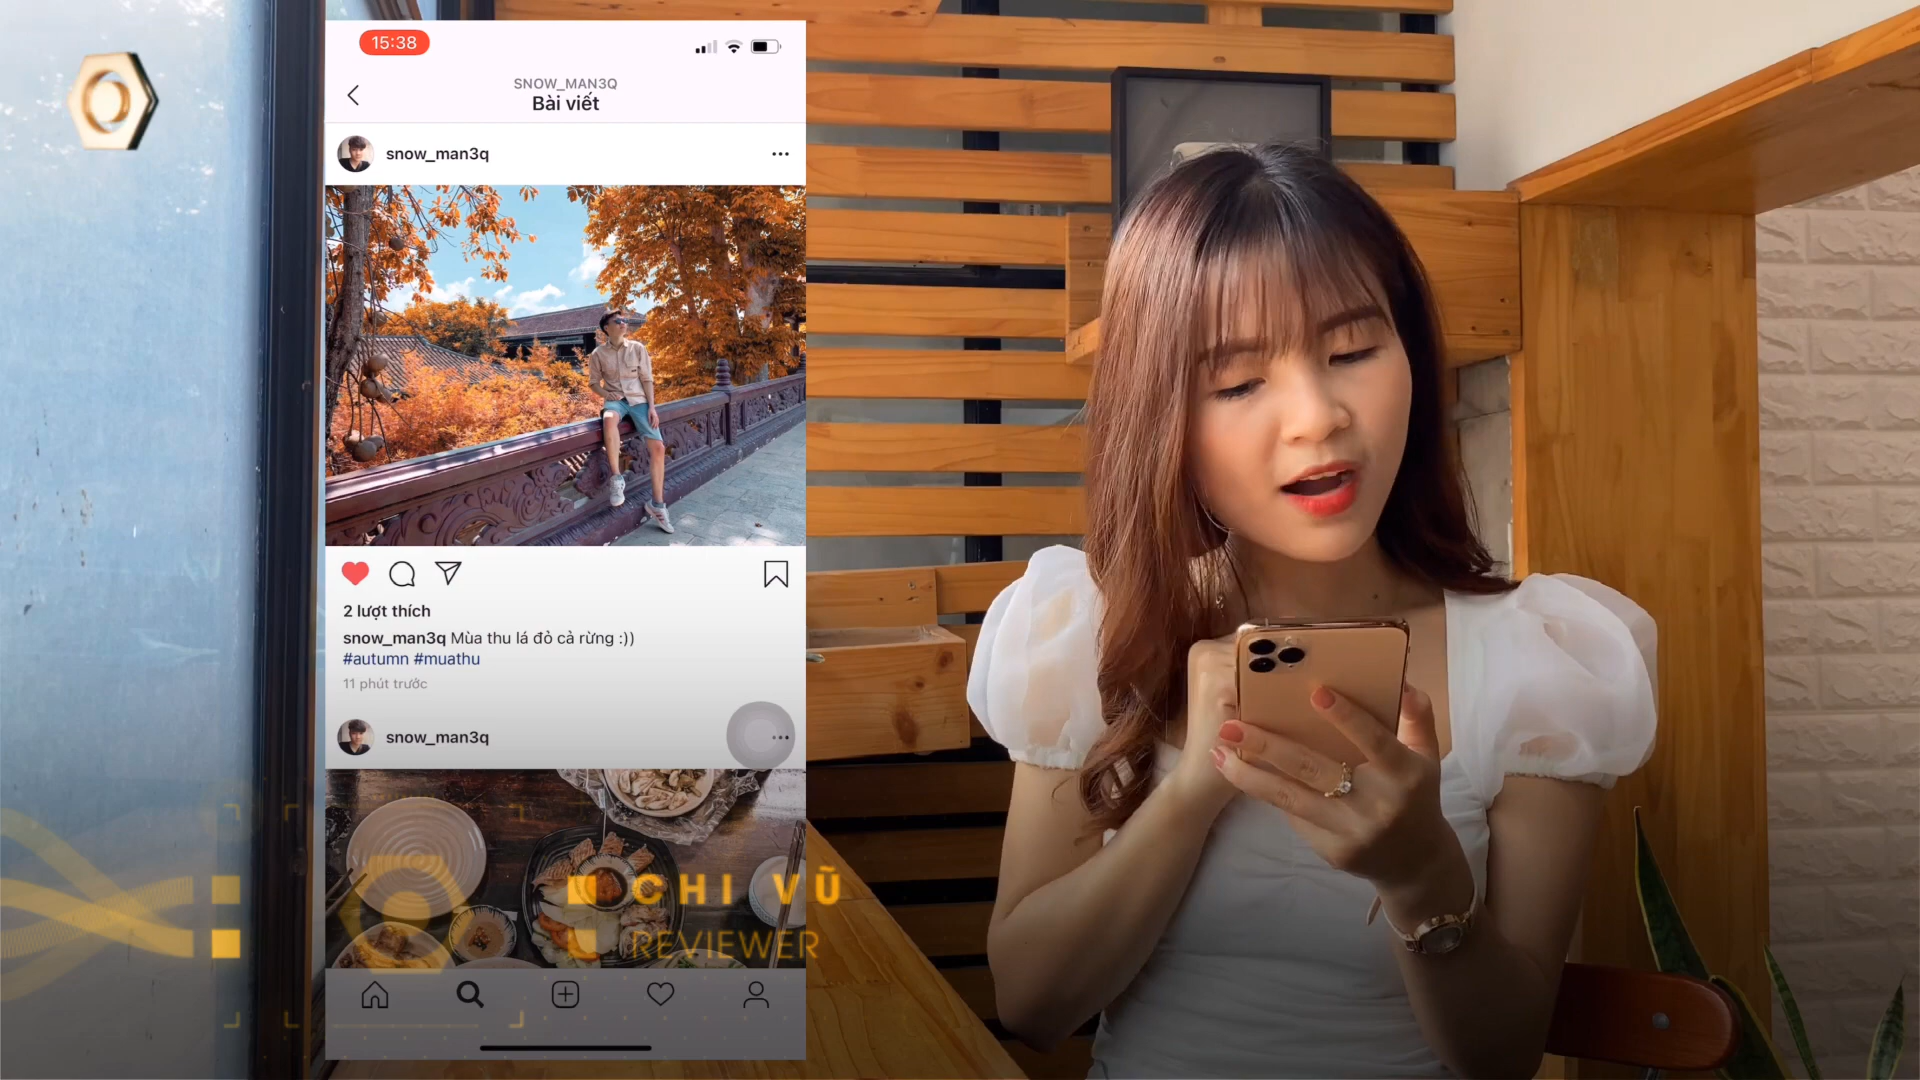 15:38
SNOW_MAN3Q
Bài viết
snow_man3q
2 lượt thích
snow_man3q Mùa thu lá đỏ cả rừng :))
#autumn #muathu
11 phút trước
snow_man3q
CHI VŨ
REVIEWER